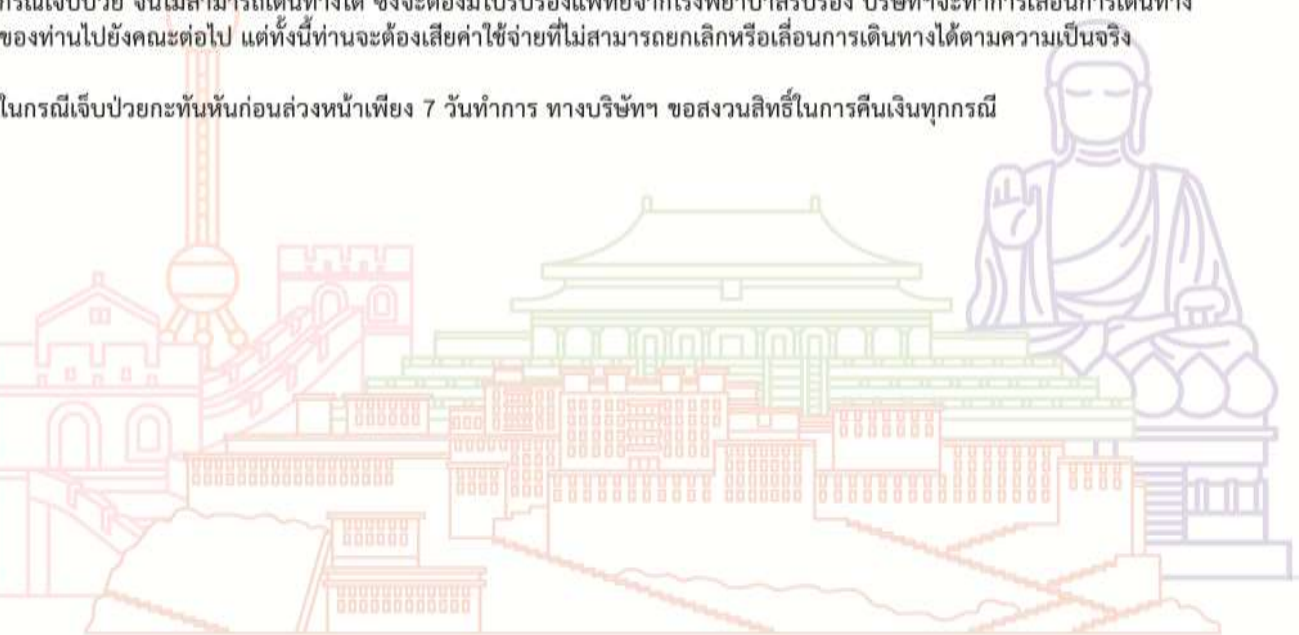 กรณีเจ็บป่วย จนไม่สามารถเดินทางได้ ซึ่งจะต้องมีใบรับรองแพทย์จากโรงพยาบาลรับรอง บริษัทฯจะทำการเลื่อนการเดินทาง
ของท่านไปยังคณะต่อไป แต่ทั้งนี้ท่านจะต้องเสียค่าใช้จ่ายที่ไม่สามารถยกเลิกหรือเลื่อนการเดินทางได้ตามความเป็นจริง
ในกรณีเจ็บป่วยกะทันหันก่อนล่วงหน้าเพียง 7 วันทำการ ทางบริษัทฯ ขอสงวนสิทธิ์ในการคืนเงินทุกกรณี